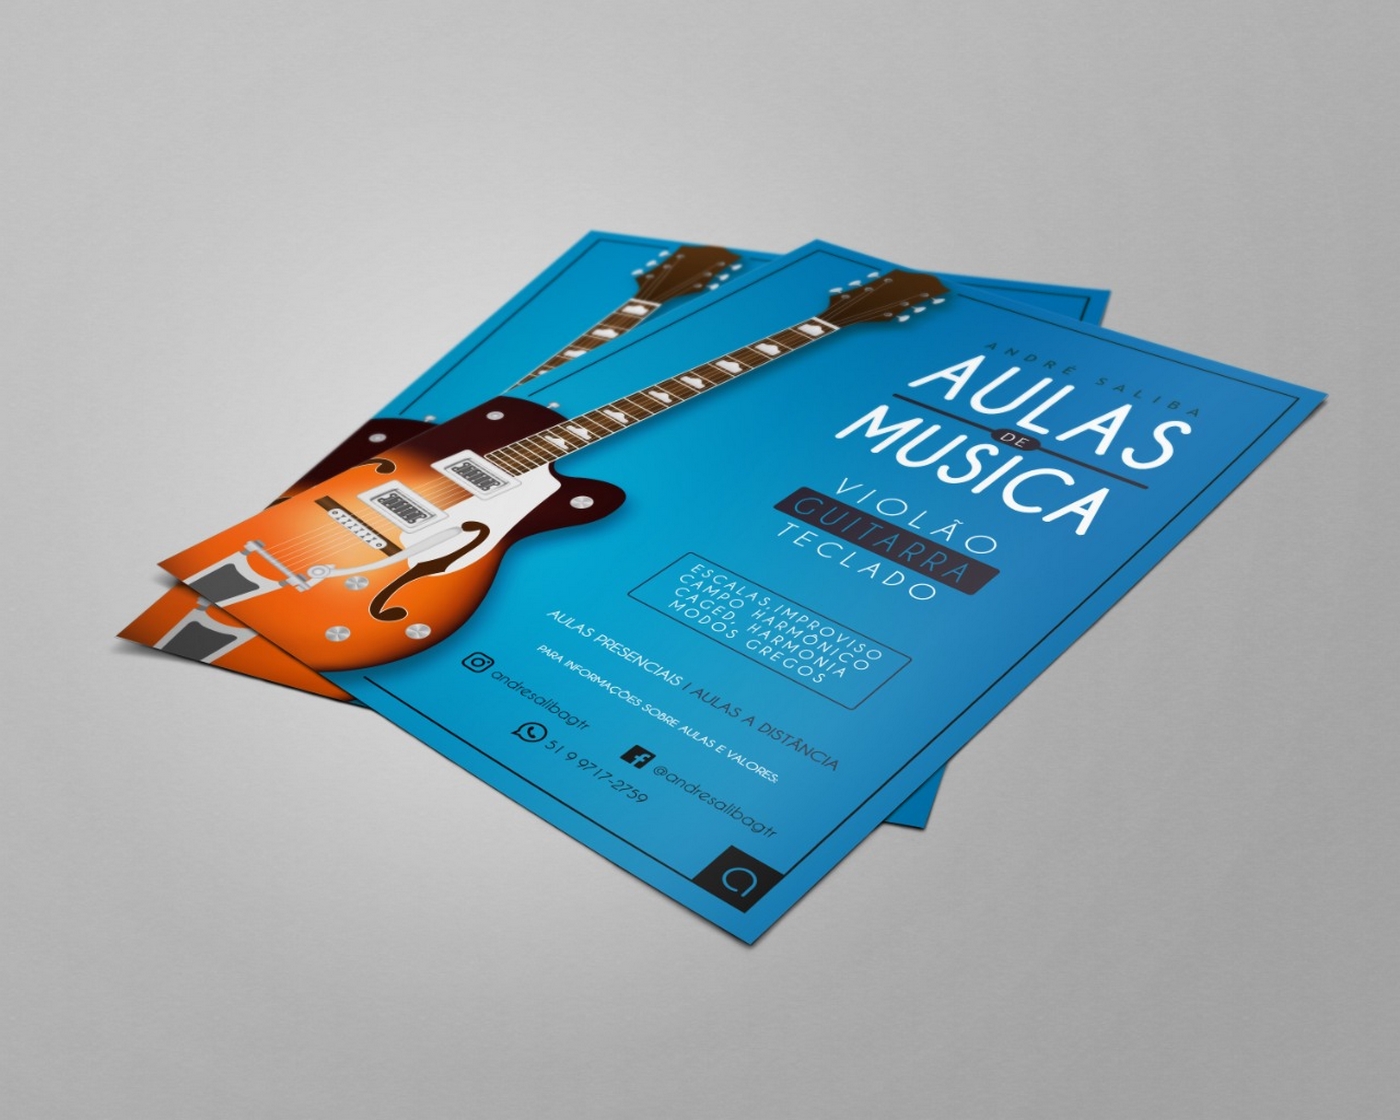 ANDRÉ SALIBA
AULAS
DE
MUSICA
VIOLÃO
GUITARRA
TECLADO
ESCALAS, IMPROVISO
CAMPO HARMÔNICO
CAGED, HARMONIA
MODOS GREGOS
AULAS PRESENCIAIS | AULAS A DISTÂNCIA
PARA INFORMAÇÕES SOBRE AULAS E VALORES:
andresalibagtr
51 9 9717-2759
@andresalibagtr
a